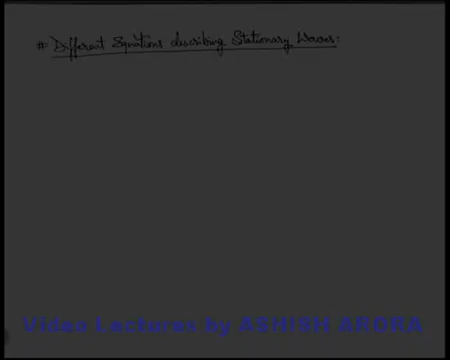 # Different Equations describing Stationary Waves:
Video Lectures by ASHISH ARORA